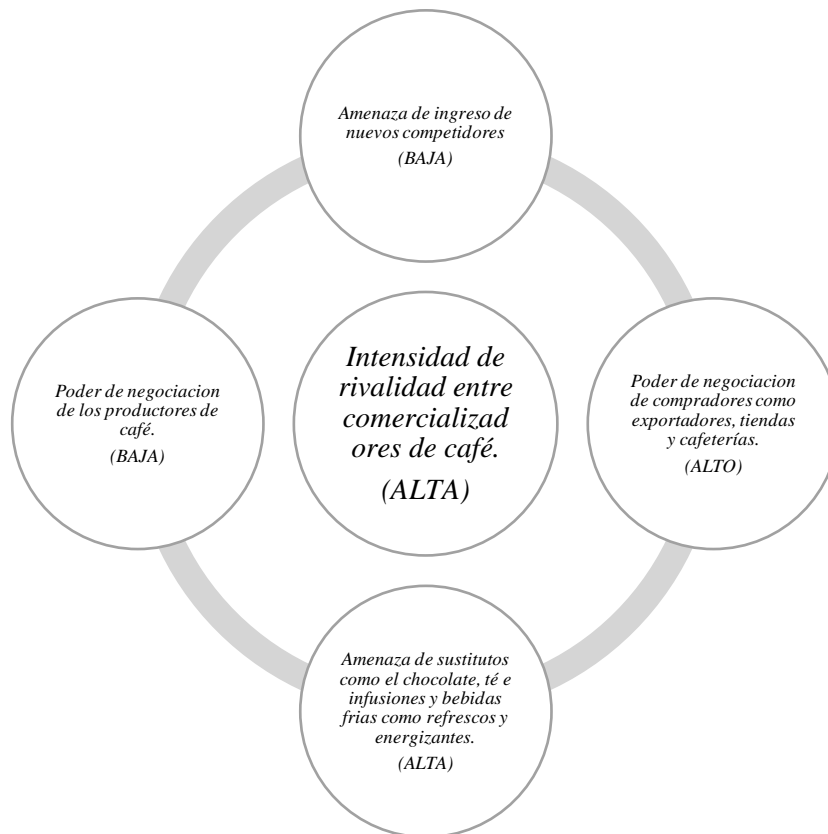 Amenaza de ingreso de
nuevos competidores
(BAJA)
Poder de negociacion
de los productores de
café.
(BAJA)
Intensidad de
rivalidad entre
comercializad
ores de café.
(ALTA)
Poder de negociacion
de compradores como
exportadores, tiendas
y cafeterías.
(ALTO)
Amenaza de sustitutos
como el chocolate, té e
infusiones y bebidas
frias como refrescos y
energizantes.
(ALTA)